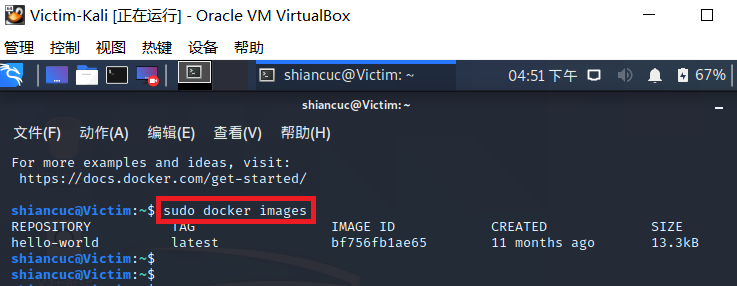 Victim-Kali [正在运行] - Oracle VM VirtualBox
管理 控制 视图 热键 设备 帮助
shiancuc@Victim: ~ 04:51 下午 67%
shiancuc@Victim: ~
文件(F) 动作(A) 编辑(E) 查看(V) 帮助(H)
For more examples and ideas, visit:
https://docs.docker.com/get-started/
shiancuc@Victim:~$ sudo docker images
REPOSITORY TAG IMAGE ID CREATED SIZE
hello-world latest bf756fb1ae65 11 months ago 13.3kB
shiancuc@Victim:~$
shiancuc@Victim:~$